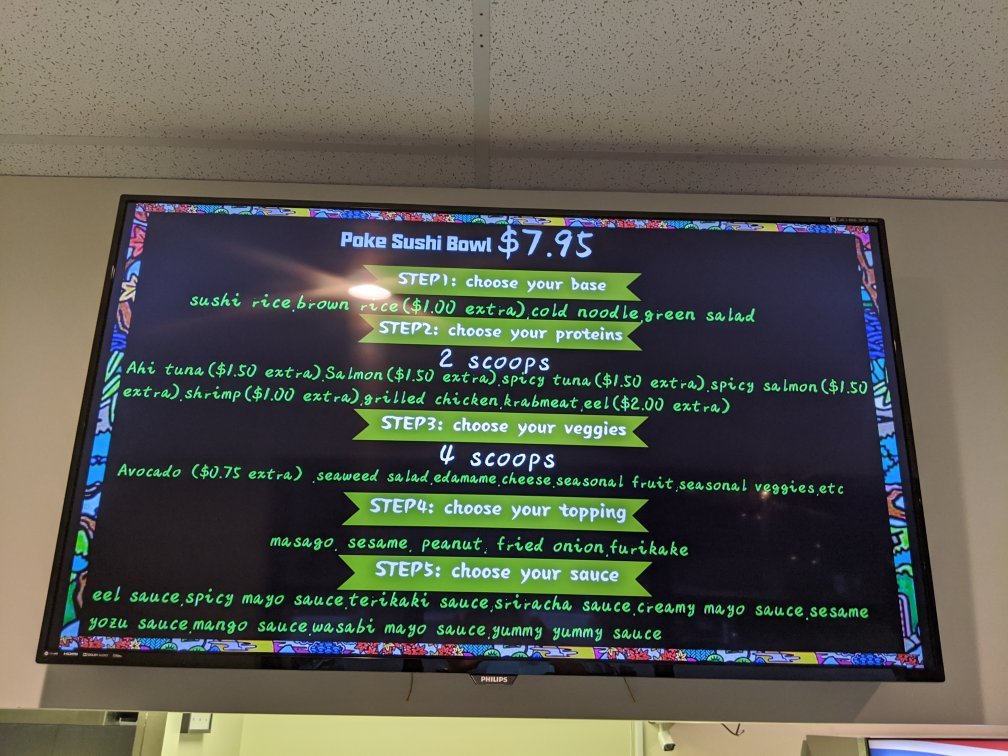 Poke Sushi Bowl $7.95
STEP1: choose your base
sushi rice,brown rice($1.00 extra),cold noodle,green salad
STEP2: choose your proteins
2 scoops
Ahi tuna($1.50 extra),Salmon($1.50 extra),spicy tuna($1.50 extra),spicy salmon($1.50
extra),shrimp($1.00 extra),grilled chicken,krabmeat,eel($2.00 extra)
STEP3: choose your veggies
4 scoops
Avocado ($0.75 extra) ,seaweed salad,edamame,cheese,seasonal fruit,seasonal veggies,etc
STEP4: choose your topping
masago, sesame, peanut, fried onion,furikake
STEP5: choose your sauce
eel sauce,spicy mayo sauce,terikaki sauce,sriracha sauce,creamy mayo sauce,sesame
yozu sauce,mango sauce,wasabi mayo sauce,yummy yummy sauce
HDMI
PHILIPS